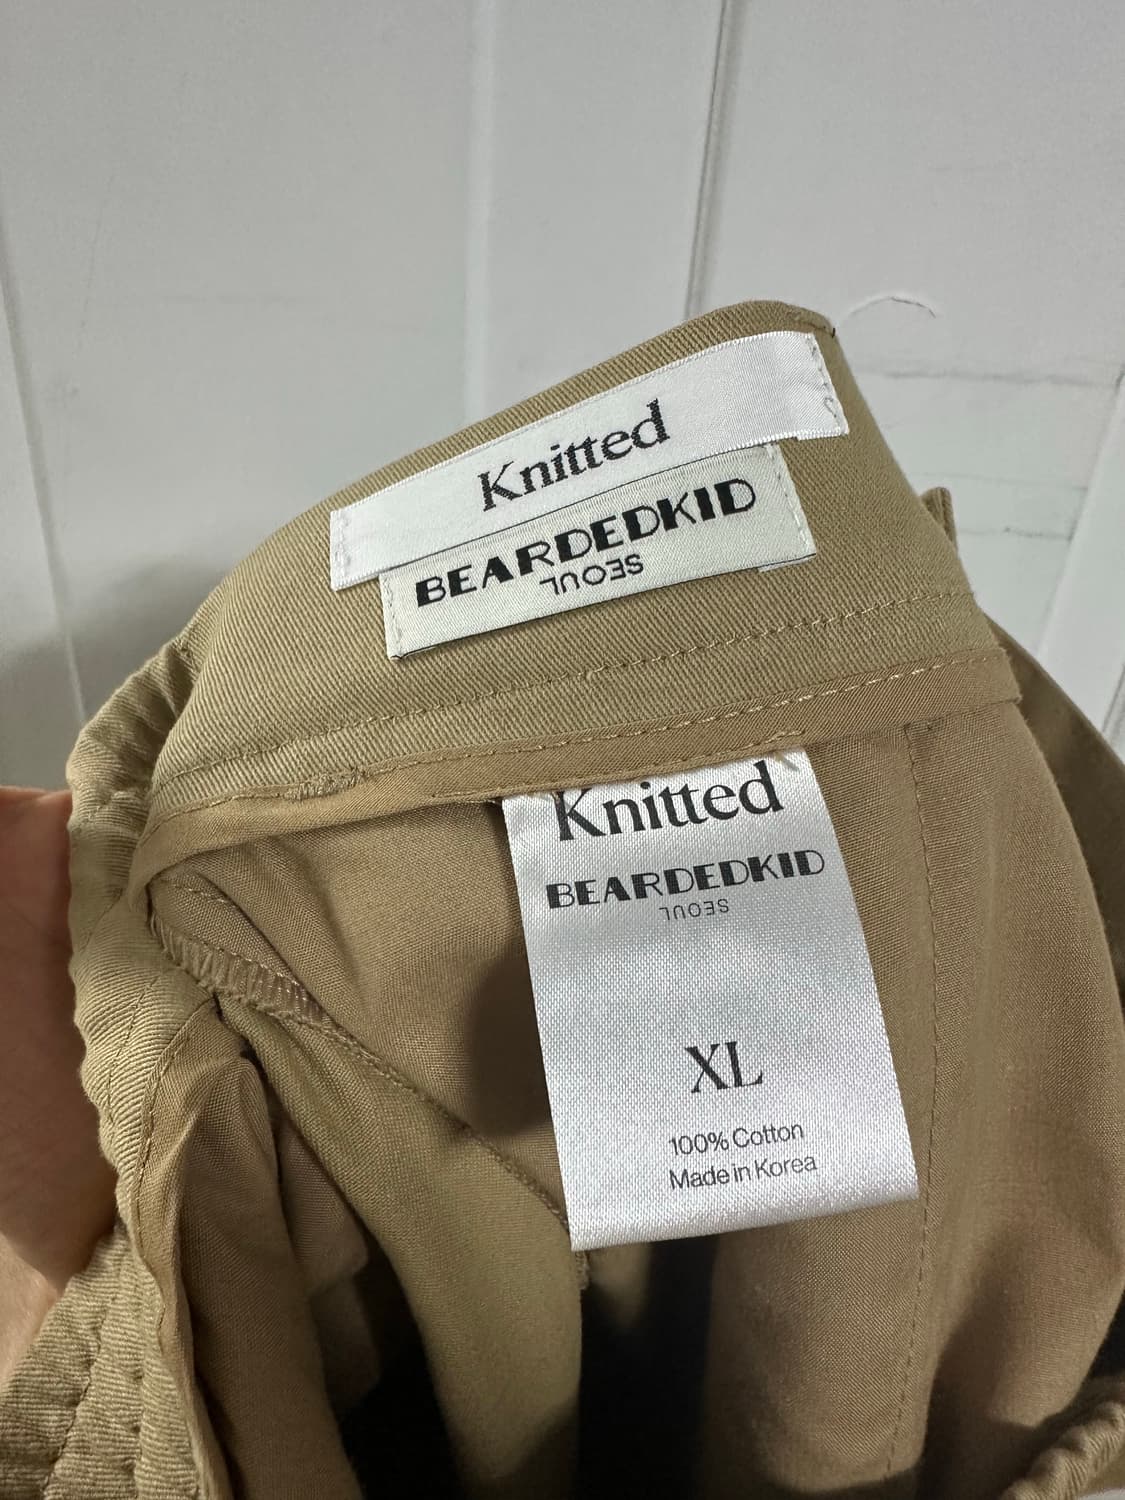 Knitted
BEARDEDKID
SEOUL
Knitted
BEARDEDKID
SEOUL
XL
100% Cotton
Made in Korea